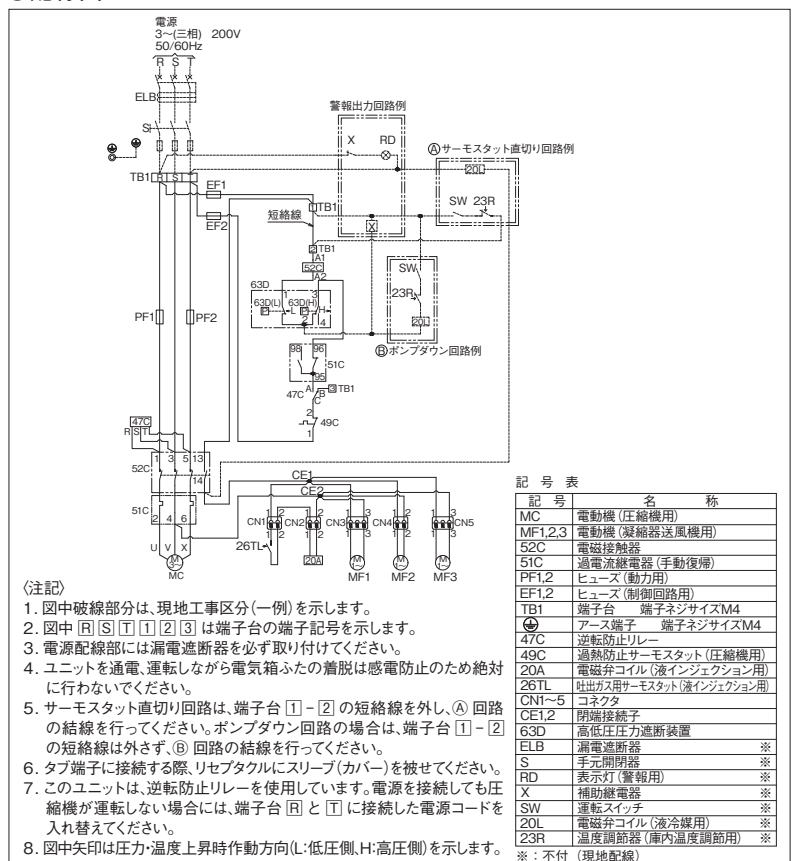 電源
3～(三相) 200V
50/60Hz
R S T
ELB
S
警報出力回路例
X RD
Ⓐサーモスタット直切り回路例
20L
SW 23R
TB1 R S T
EF1
EF2
1 TB1
短絡線
X
2 TB1
A1
52C
A2
63D
1 3
63D(L) 63D(H)
P L P H
2 4
SW
23R
20L
Ⓑポンプダウン回路例
PF1 PF2
98 96
51C
95
47C A B 3 TB1
C
2
49C
1
47C
R S T
1 3 5 13
52C
14
51C
2 4 6
CE1
CE2
1 2 1 2 1 2 1 2 1 2
CN1 CN2 CN3 CN4 CN5
1 2 1 2 1 2 1 2 1 2
26TL
20A
U V X
M
3～
MC
M
1～
M
1～
M
1～
MF1 MF2 MF3
〈注記〉
1. 図中破線部分は、現地工事区分(一例)を示します。
2. 図中 R S T 1 2 3 は端子台の端子記号を示します。
3. 電源配線部には漏電遮断器を必ず取り付けてください。
4. ユニットを通電、運転しながら電気箱ふたの着脱は感電防止のため絶対
に行わないでください。
5. サーモスタット直切り回路は、端子台 1 − 2 の短絡線を外し、Ⓐ 回路
の結線を行ってください。ポンプダウン回路の場合は、端子台 1 − 2
の短絡線は外さず、Ⓑ 回路の結線を行ってください。
6. タブ端子に接続する際、リセプタクルにスリーブ(カバー)を被せてください。
7. このユニットは、逆転防止リレーを使用しています。電源を接続しても圧
縮機が運転しない場合には、端子台 R と T に接続した電源コードを
入れ替えてください。
8. 図中矢印は圧力・温度上昇時作動方向(L:低圧側、H:高圧側)を示します。
記 号 表
記 号 名 称
MC 電動機(圧縮機用)
MF1,2,3 電動機(凝縮器送風機用)
52C 電磁接触器
51C 過電流継電器(手動復帰)
PF1,2 ヒューズ(動力用)
EF1,2 ヒューズ(制御回路用)
TB1 端子台 端子ネジサイズM4
アース端子 端子ネジサイズM4
47C 逆転防止リレー
49C 過熱防止サーモスタット(圧縮機用)
20A 電磁弁コイル(液インジェクション用)
26TL 吐出ガス用サーモスタット(液インジェクション用)
CN1～5 コネクタ
CE1,2 閉端接続子
63D 高低圧圧力遮断装置
ELB 漏電遮断器 ※
S 手元開閉器 ※
RD 表示灯(警報用) ※
X 補助継電器 ※
SW 運転スイッチ ※
20L 電磁弁コイル(液冷媒用) ※
23R 温度調節器(庫内温度調節用) ※
※：不付(現地配線)